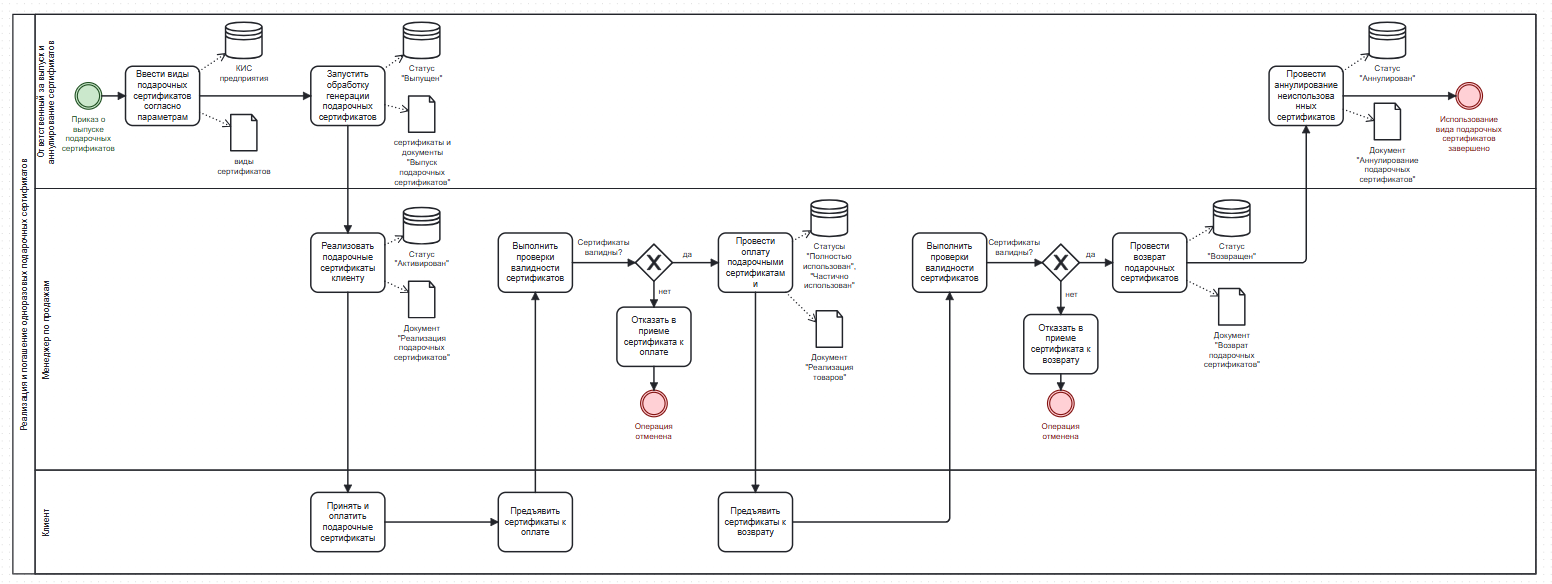 Реализация и погашение одноразовых подарочных сертификатов
Ответственный за выпуск и
аннулирование сертификатов
Приказ о
выпуске
подарочных
сертификатов
Ввести виды
подарочных
сертификатов
согласно
параметрам
КИС
предприятия
виды
сертификатов
Запустить
обработку
генерации
подарочных
сертификатов
Статус
"Выпущен"
сертификаты и
документы
"Выпуск
подарочных
сертификатов"
Провести
аннулирование
неиспользова
нных
сертификатов
Статус
"Аннулирован"
Документ
"Аннулирование
подарочных
сертификатов"
Использование
вида подарочных
сертификатов
завершено
Менеджер по продажам
Реализовать
подарочные
сертификаты
клиенту
Статус
"Активирован"
Документ
"Реализация
подарочных
сертификатов"
Выполнить
проверки
валидности
сертификатов
Сертификаты
валидны?
да
нет
Отказать в
приеме
сертификата к
оплате
Операция
отменена
Провести
оплату
подарочными
сертификатам
и
Статусы
"Полностью
использован",
"Частично
использован"
Документ
"Реализация
товаров"
Выполнить
проверки
валидности
сертификатов
Сертификаты
валидны?
да
нет
Отказать в
приеме
сертификата к
возврату
Операция
отменена
Провести
возврат
подарочных
сертификатов
Статус
"Возвращен"
Документ
"Возврат
подарочных
сертификатов"
Клиент
Принять и
оплатить
подарочные
сертификаты
Предъявить
сертификаты к
оплате
Предъявить
сертификаты к
возврату